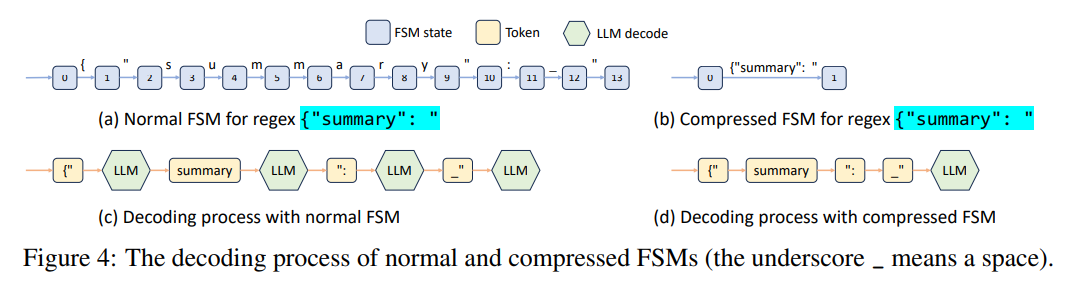 FSM state Token LLM decode
{ " s u m m a r y " : _ "
0 1 2 3 4 5 6 7 8 9 10 11 12 13
{"summary": "
0 1
(a) Normal FSM for regex {"summary": "
(b) Compressed FSM for regex {"summary": "
{" LLM summary LLM ": LLM _" LLM
{" summary ": _" LLM
(c) Decoding process with normal FSM
(d) Decoding process with compressed FSM
Figure 4: The decoding process of normal and compressed FSMs (the underscore _ means a space).